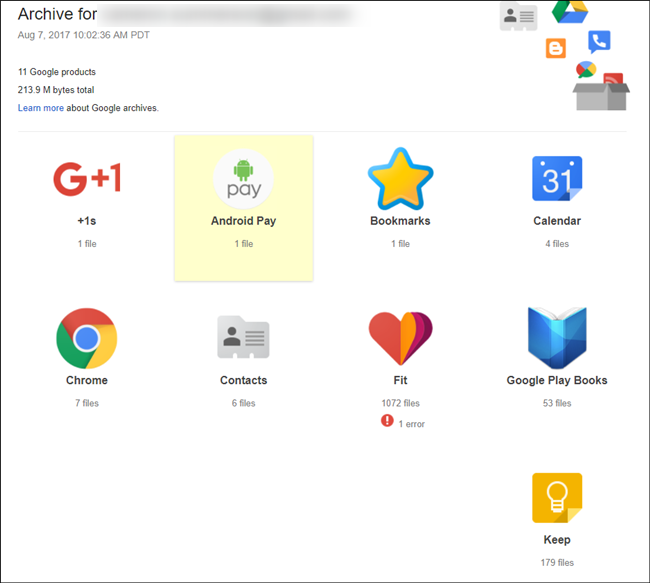 Archive for
Aug 7, 2017 10:02:36 AM PDT
11 Google products
213.9 M bytes total
Learn more about Google archives.
G+1
pay
31
+1s
Android Pay
Bookmarks
Calendar
1 file
1 file
1 file
4 files
Chrome
Contacts
Fit
Google Play Books
7 files
6 files
1072 files
53 files
1 error
Keep
179 files